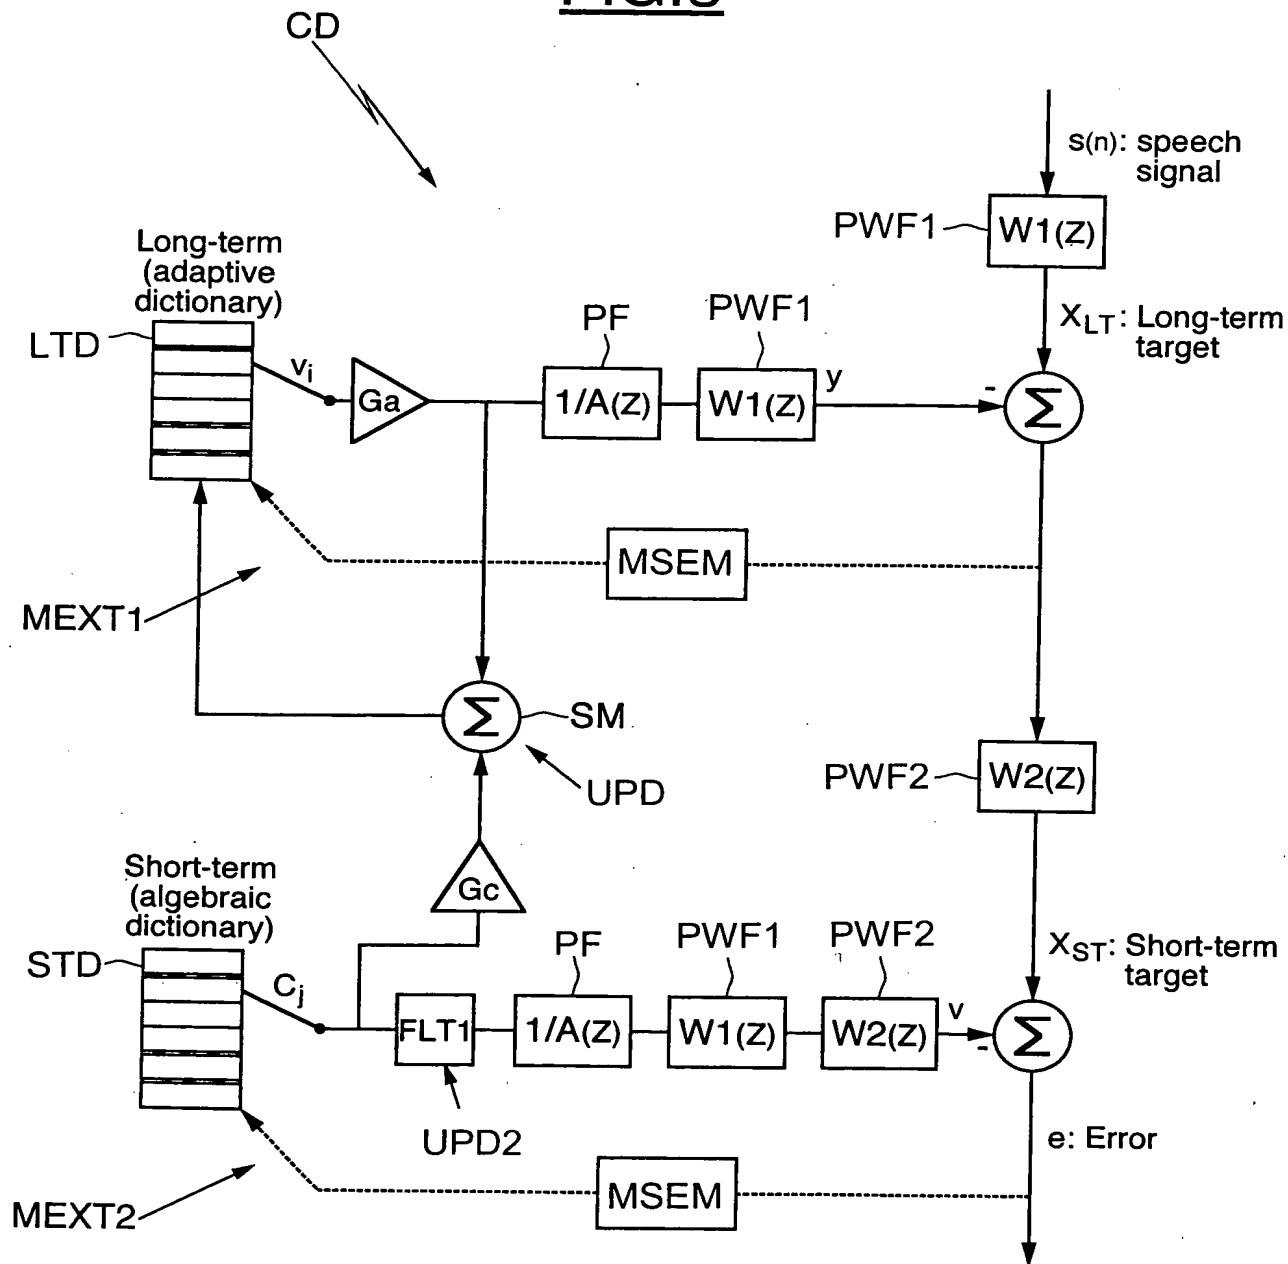 CD
s(n): speech
signal
PWF1
W1(Z)
Long-term
(adaptive
dictionary)
LTD
vi
Ga
PF
1/A(Z)
PWF1
W1(Z)
y
XLT: Long-term
target
-
Σ
MSEM
MEXT1
Σ
SM
UPD
PWF2
W2(Z)
Short-term
(algebraic
dictionary)
STD
Cj
Gc
FLT1
UPD2
PF
1/A(Z)
PWF1
W1(Z)
PWF2
W2(Z)
v
XST: Short-term
target
-
Σ
e: Error
MSEM
MEXT2